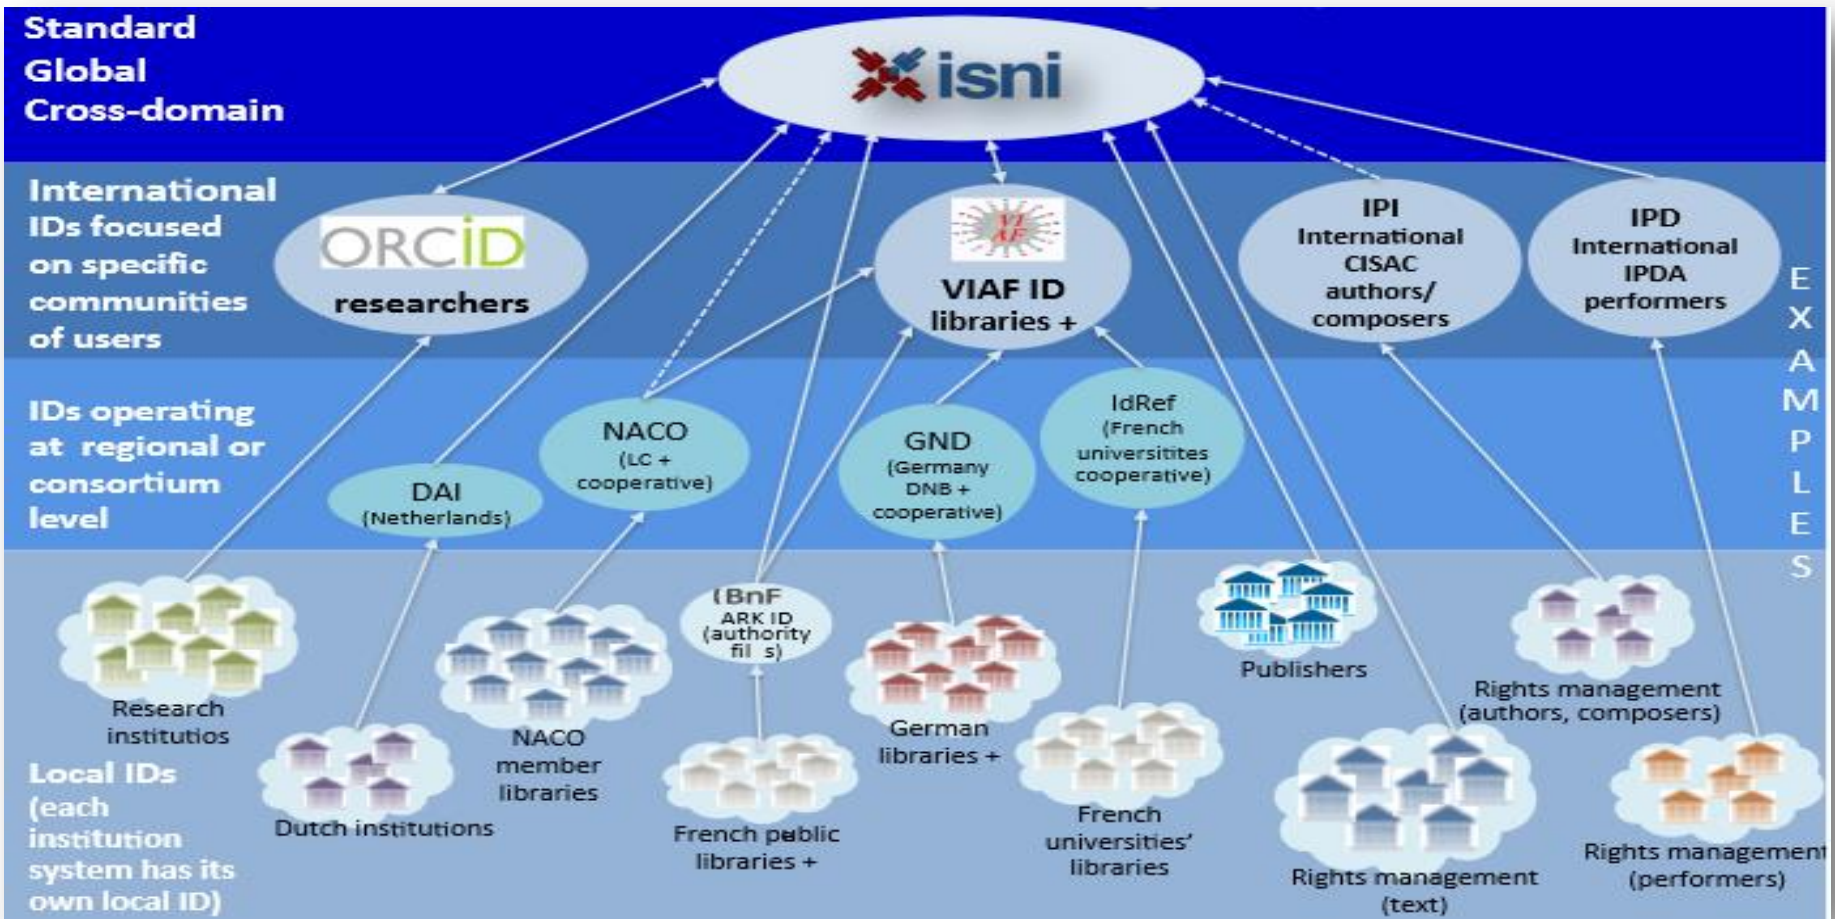 Standard
Global
Cross-domain
isni
International
IDs focused
on specific
communities
of users
ORCiD
researchers
VIAF
VIAF ID
libraries +
IPI
International
CISAC
authors/
composers
IPD
International
IPDA
performers
EXAMPLES
IDs operating
at regional or
consortium
level
DAI
(Netherlands)
NACO
(LC +
cooperative)
GND
(Germany
DNB +
cooperative)
IdRef
(French
universitites
cooperative)
Local IDs
(each
institution
system has its
own local ID)
Research
institutios
Dutch institutions
NACO
member
libraries
(BnF
ARK ID
(authority
fil s)
French public
libraries +
German
libraries +
French
universities'
libraries
Publishers
Rights management
(text)
Rights management
(authors, composers)
Rights management
(performers)